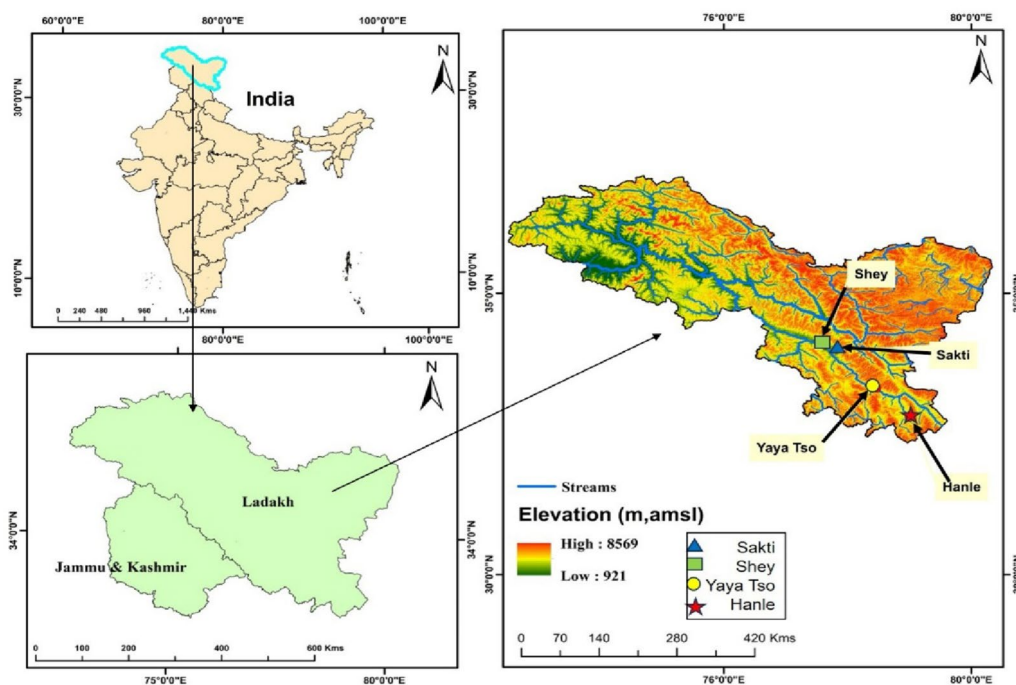 60°0'0"E 80°0'0"E 100°0'0"E
N
30°0'0"N
30°0'0"N
India
10°0'0"N
10°0'0"N
0 240 480 960 1,440 Kms
80°0'0"E 100°0'0"E
N
34°0'0"N
34°0'0"N
Ladakh
Jammu & Kashmir
0 100 200 400 600 Kms
75°0'0"E 80°0'0"E
76°0'0"E 80°0'0"E
N
35°0'0"N
Shey
Sakti
Yaya Tso
Hanle
Streams
Elevation (m,amsl)
High : 8569
Low : 921
Sakti
Shey
Yaya Tso
Hanle
30°0'0"N
0 70 140 280 420 Kms
76°0'0"E 80°0'0"E